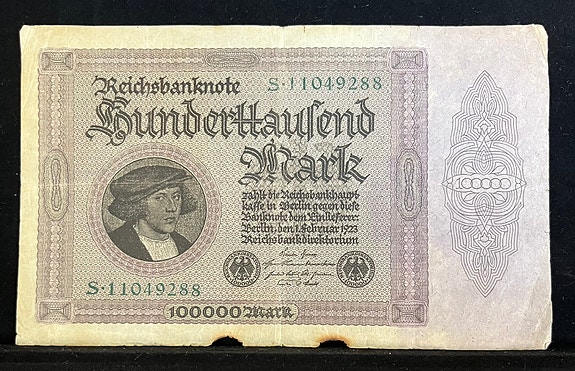 Reichsbanknote S·11049288
Hunderttausend
Mark
zahlt die Reichsbankhaupt-
kasse in Berlin gegen diese
Banknote dem Einlieferer.
Berlin, den 1. Februar 1923
Reichsbankdirektorium
100000
S·11049288
100000 Mark